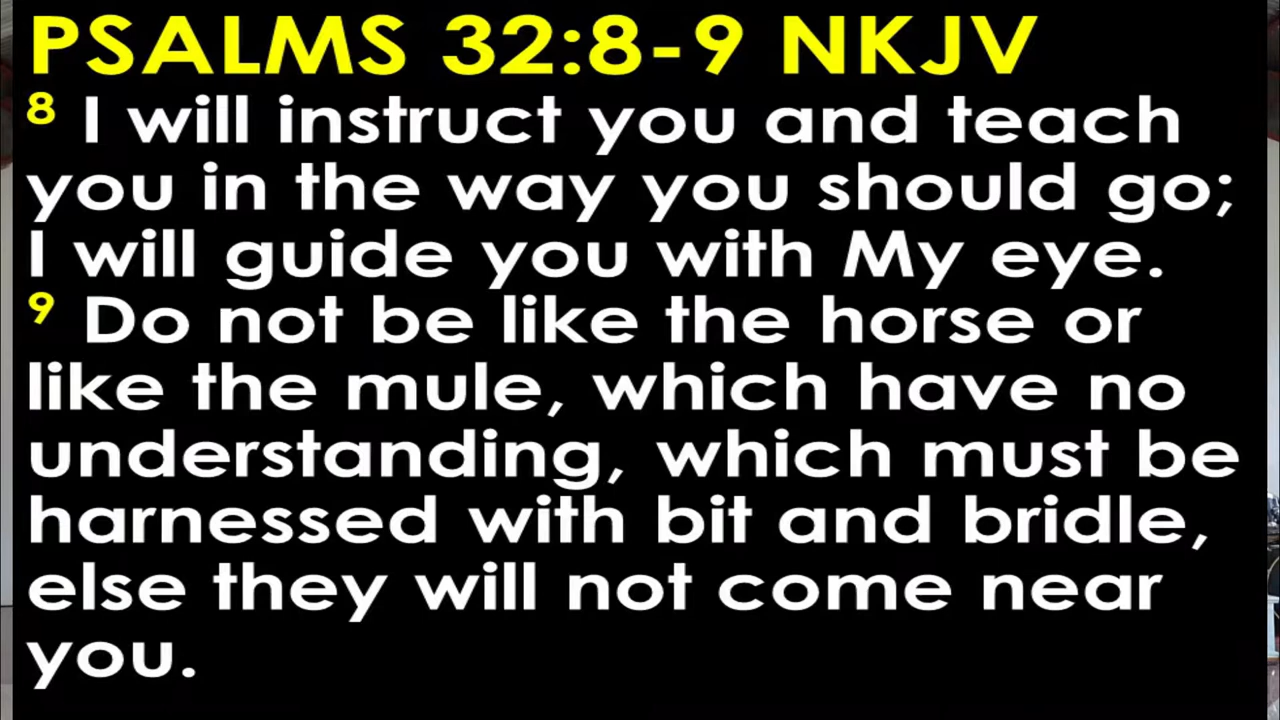 PSALMS 32:8-9 NKJV
8 I will instruct you and teach
you in the way you should go;
I will guide you with My eye.
9 Do not be like the horse or
like the mule, which have no
understanding, which must be
harnessed with bit and bridle,
else they will not come near
you.